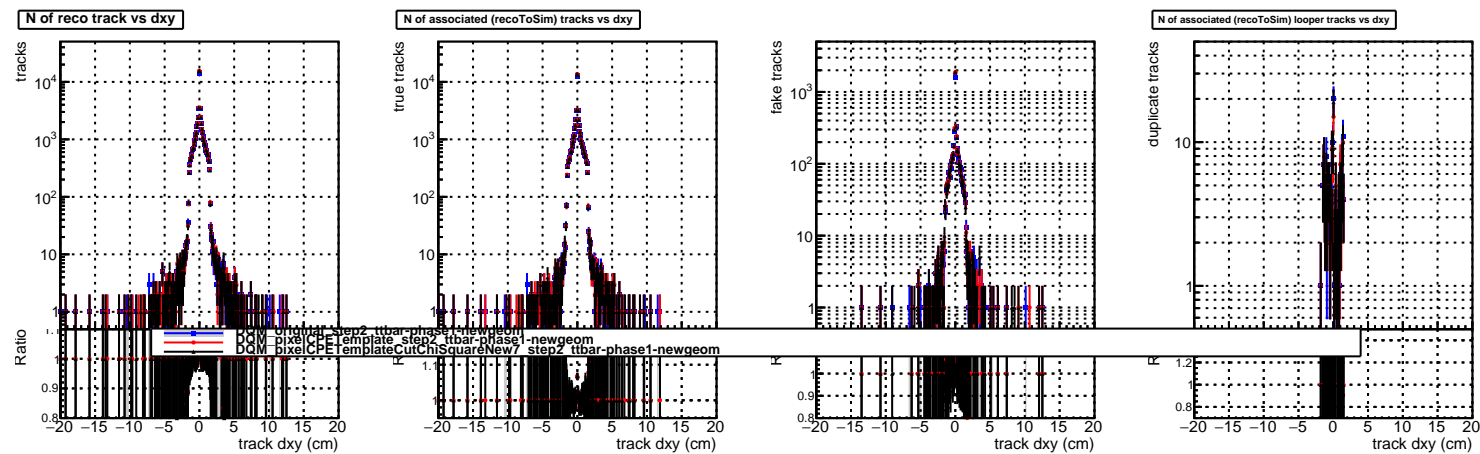 N of reco track vs dxy
tracks
10⁴
10³
10²
10
1
Ratio
1
0.9
0.8
−20 −15 −10 −5 0 5 10 15 20
track dxy (cm)
N of associated (recoToSim) tracks vs dxy
true tracks
10⁴
10³
10²
10
1
1.1
1
−20 −15 −10 −5 0 5 10 15 20
track dxy (cm)
fake tracks
10³
10²
10
1
1
0.9
0.8
−20 −15 −10 −5 0 5 10 15 20
track dxy (cm)
N of associated (recoToSim) looper tracks vs dxy
duplicate tracks
10
1
1.2
1
0.8
−20 −15 −10 −5 0 5 10 15 20
track dxy (cm)
DQM_original_step2_ttbar-phase1-newgeom
DQM_pixelCPETemplate_step2_ttbar-phase1-newgeom
DQM_pixelCPETemplateCutChiSquareNew7_step2_ttbar-phase1-newgeom